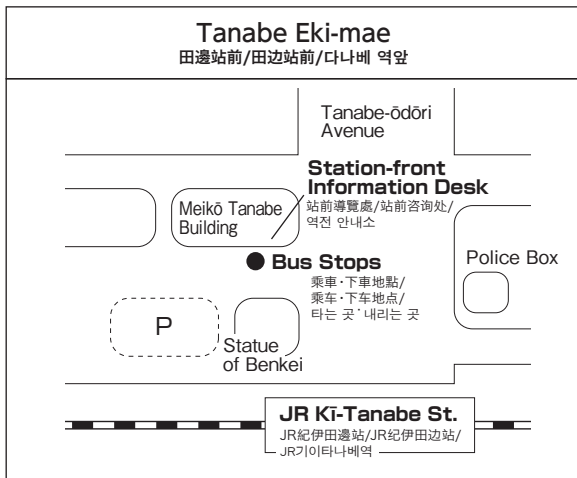 Tanabe Eki-mae
田邊站前/田边站前/다나베 역앞
Tanabe-ōdōri
Avenue
Station-front
Information Desk
站前導覽處/站前咨询处/
역전 안내소
Meikō Tanabe
Building
Bus Stops
乘車·下車地點/
乘车·下车地点/
타는 곳˙내리는 곳
Police Box
P
Statue
of Benkei
JR Kī-Tanabe St.
JR紀伊田邊站/JR纪伊田边站/
JR기이타나베역